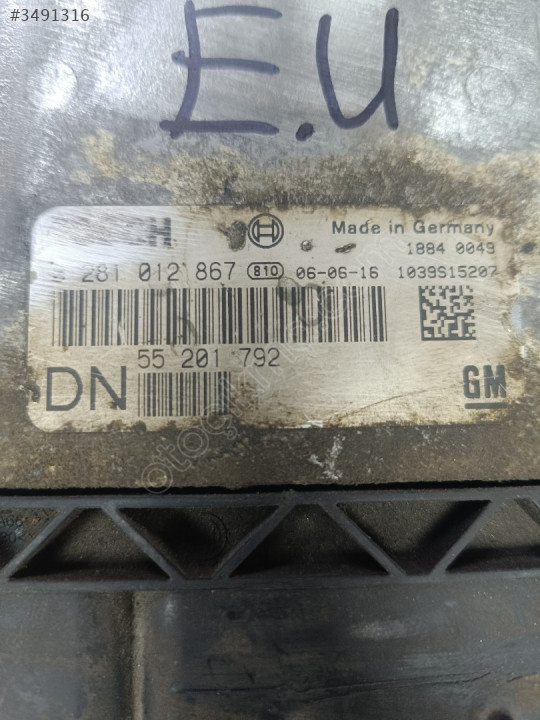 #3491316
E.U
Made in Germany
1884 0049
281 012 867 810 06-06-16 1039S15207
55 201 792
DN
GM